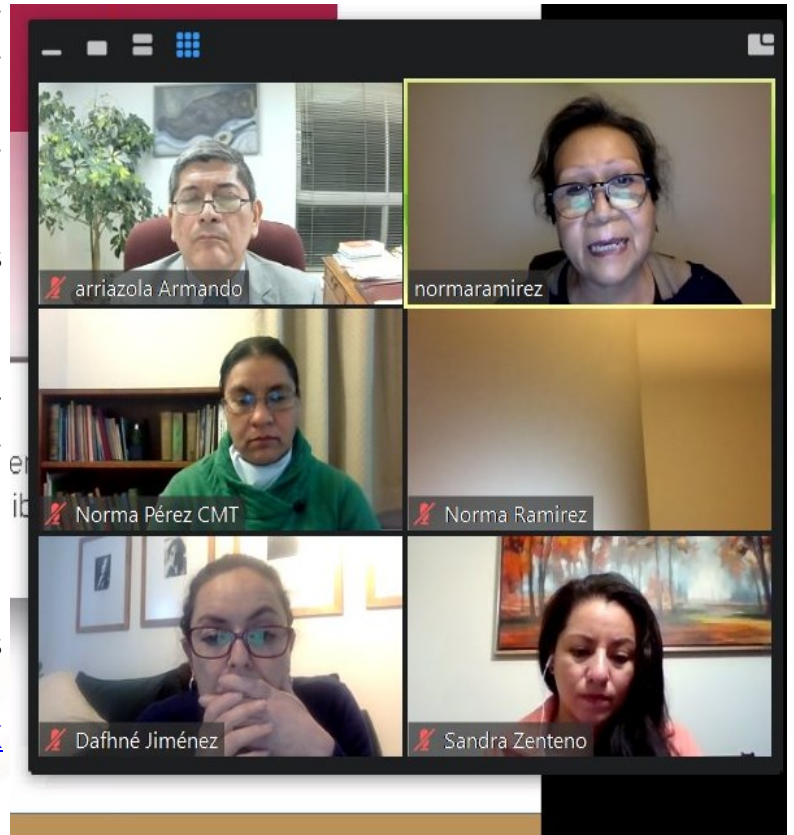 arriazola Armando
normaramirez
Norma Pérez CMT
Norma Ramirez
Dafhné Jiménez
Sandra Zenteno